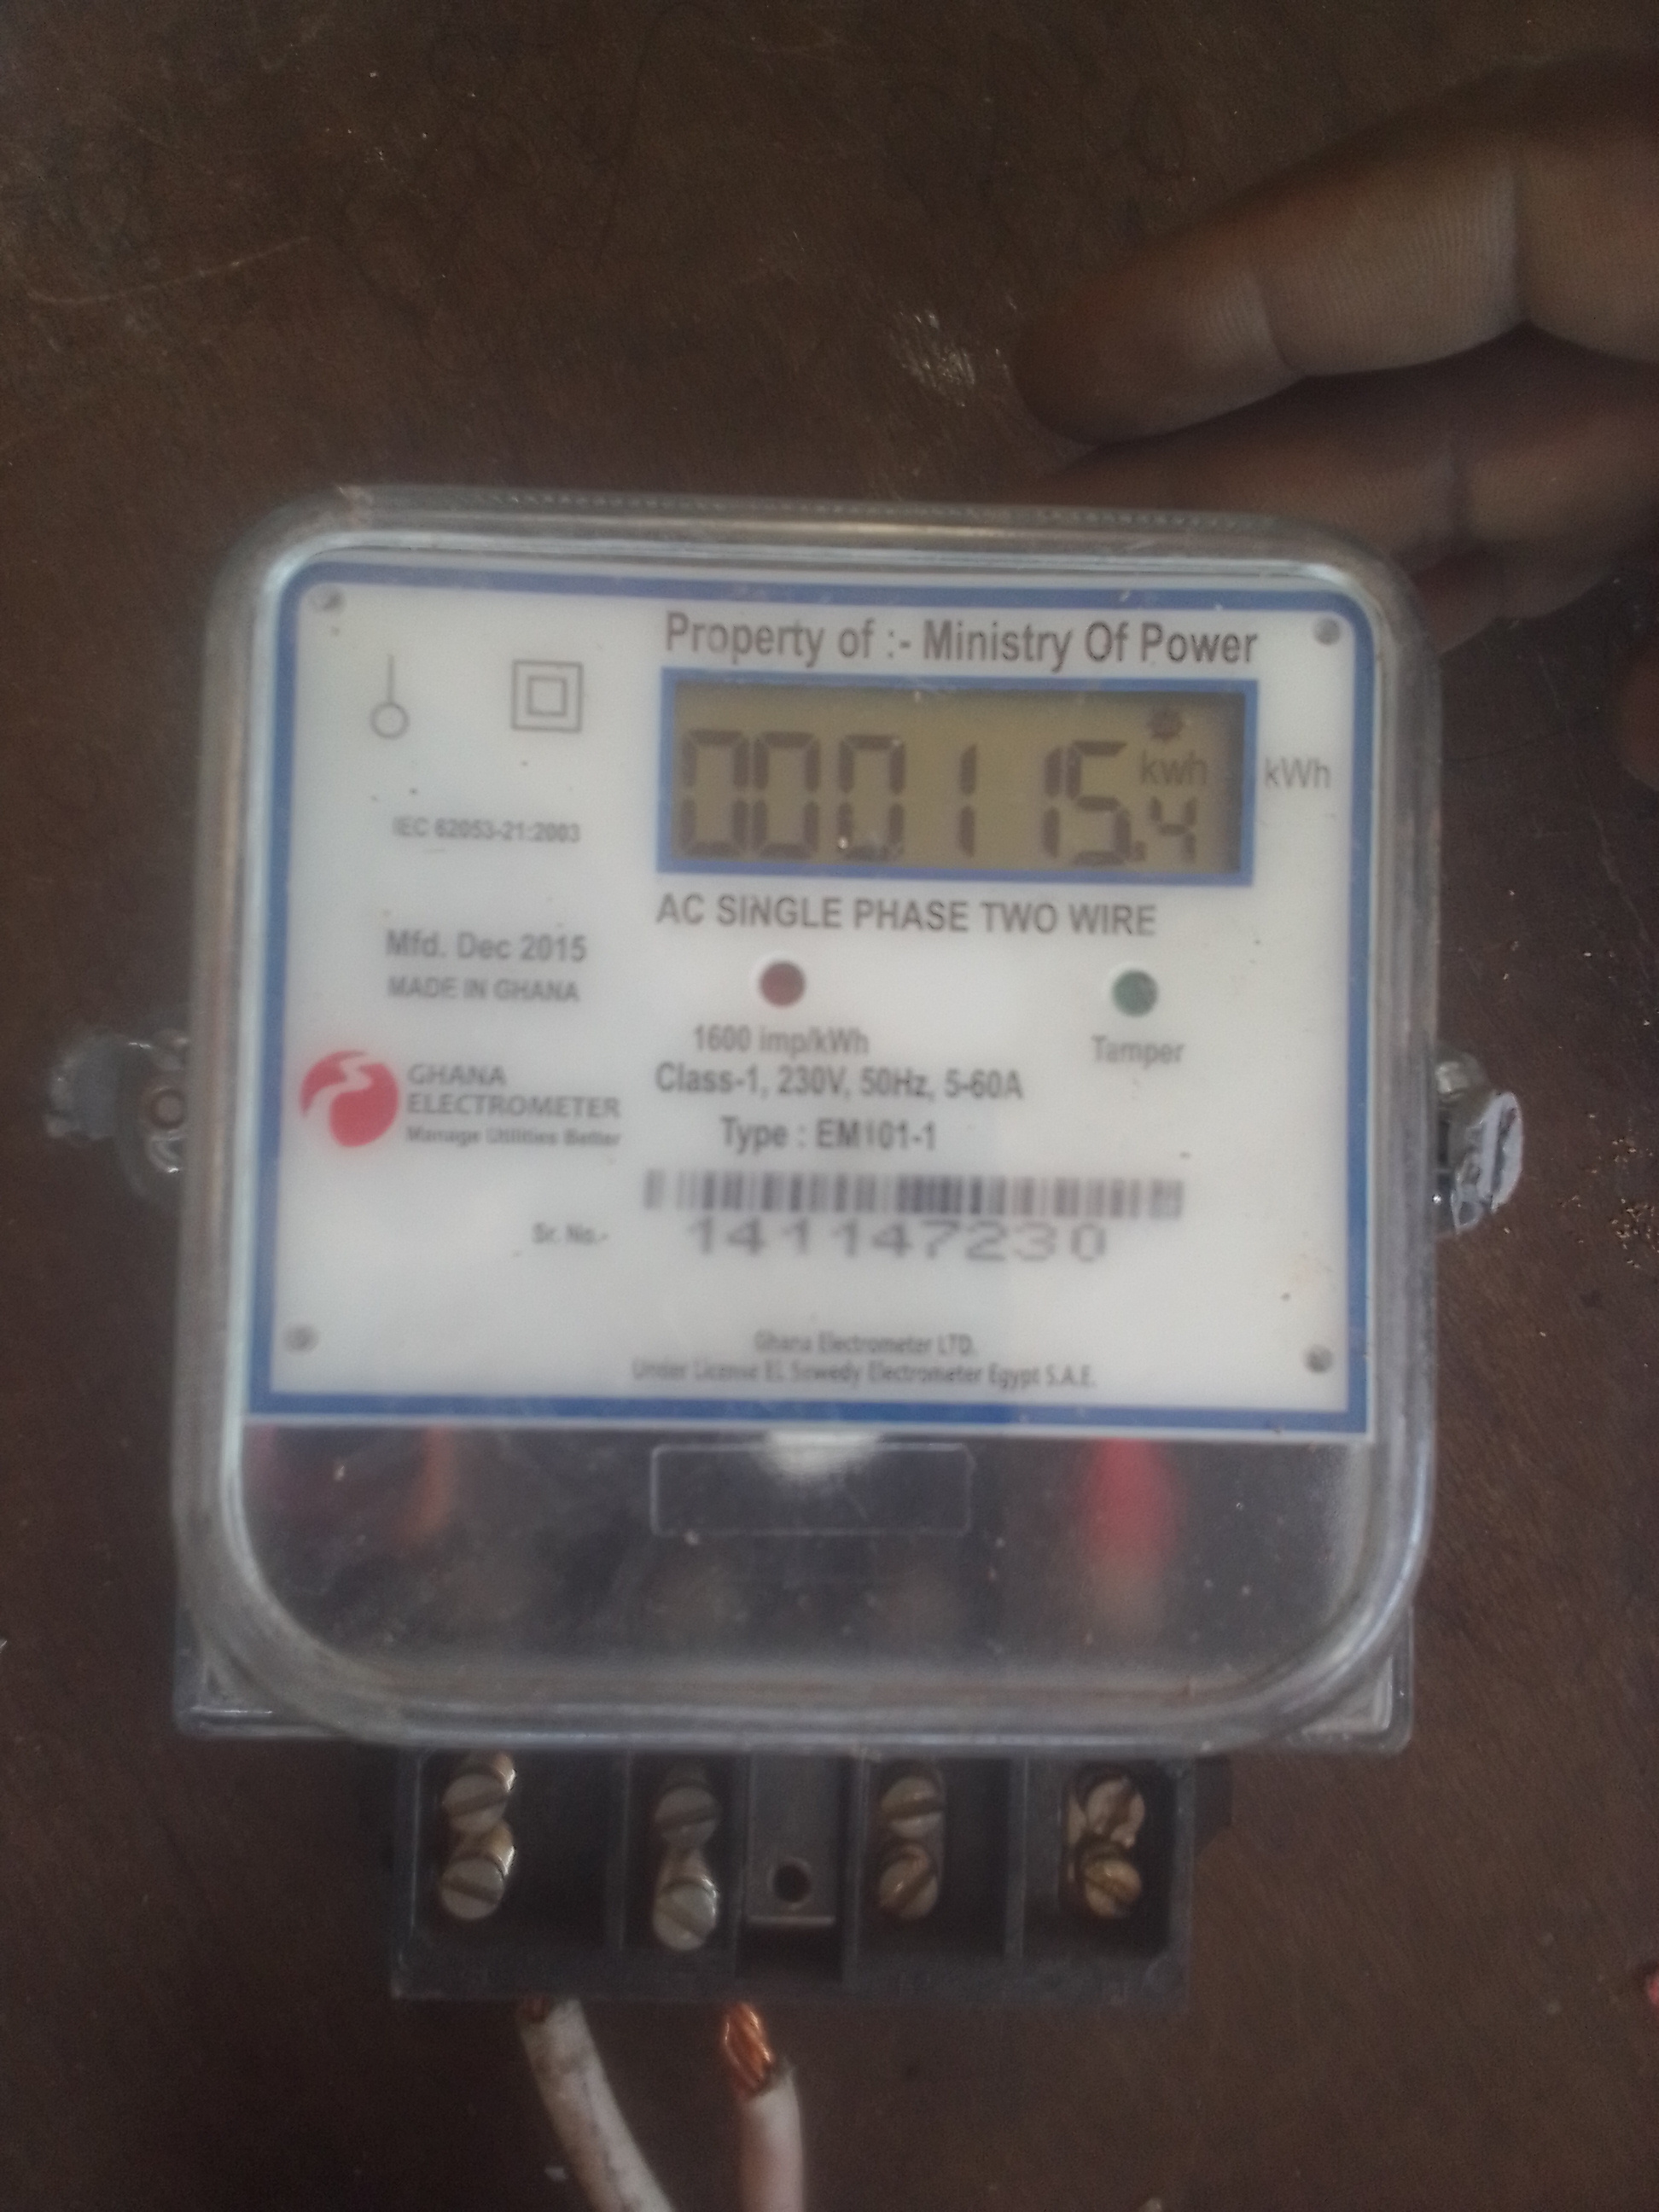 Property of :- Ministry Of Power
000115.4
kwh
kWh
IEC 62053-21:2003
AC SINGLE PHASE TWO WIRE
Mfd. Dec 2015
MADE IN GHANA
1600 imp/kWh
Tamper
GHANA
ELECTROMETER
Manage Utilities Better
Class-1, 230V, 50Hz, 5-60A
Type : EM101-1
Sr. No.-
141147230
Ghana Electrometer LTD.
Under License EL Sewedy Electrometer Egypt S.A.E.